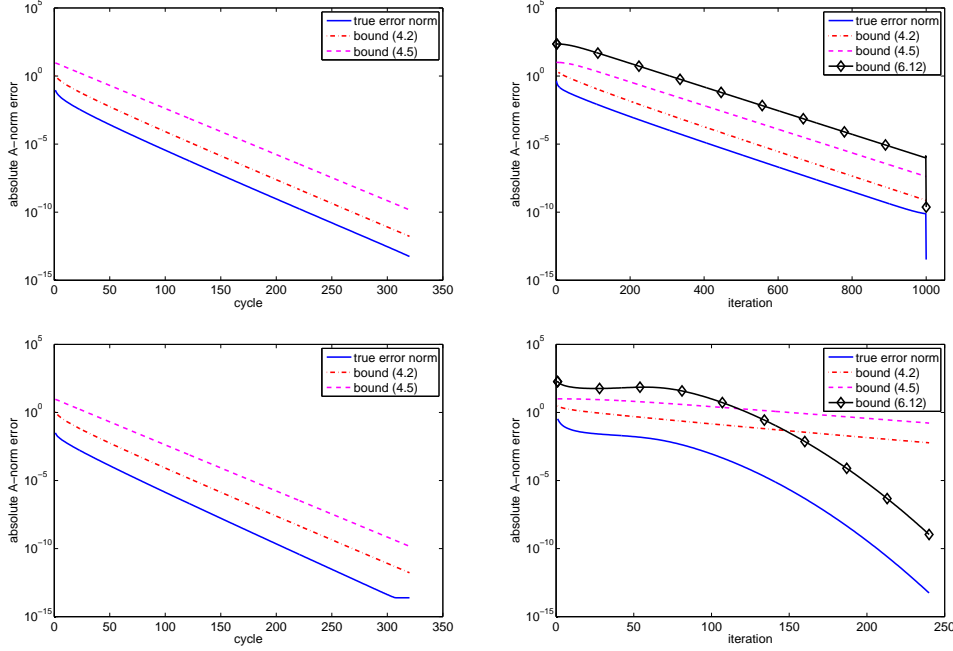 absolute A−norm error
10^5
10^0
10^−5
10^−10
10^−15
true error norm
bound (4.2)
bound (4.5)
0 50 100 150 200 250 300 350
cycle
absolute A−norm error
10^5
10^0
10^−5
10^−10
10^−15
true error norm
bound (4.2)
bound (4.5)
bound (6.12)
0 200 400 600 800 1000
iteration
absolute A−norm error
10^5
10^0
10^−5
10^−10
10^−15
true error norm
bound (4.2)
bound (4.5)
0 50 100 150 200 250 300 350
cycle
absolute A−norm error
10^5
10^0
10^−5
10^−10
10^−15
true error norm
bound (4.2)
bound (4.5)
bound (6.12)
0 50 100 150 200 250
iteration